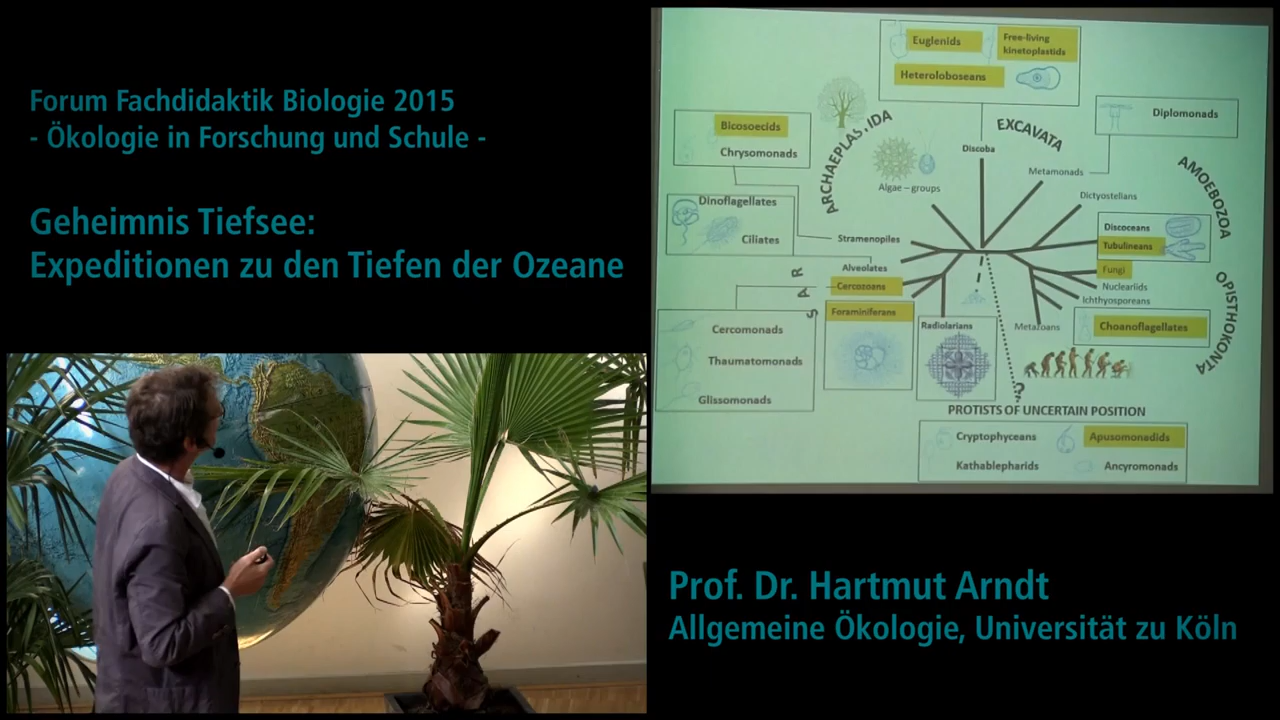 Forum Fachdidaktik Biologie 2015
- Ökologie in Forschung und Schule -
Geheimnis Tiefsee:
Expeditionen zu den Tiefen der Ozeane
Euglenids
Free-living
kinetoplastids
Heteroloboseans
Diplomonads
Bicosoecids
Chrysomonads
ARCHAEPLASTIDA
EXCAVATA
AMOEBOZOA
Discoba
Metamonads
Algae – groups
Dictyostelians
Dinoflagellates
Ciliates
Discoceans
Tubulineans
Stramenopiles
Alveolates
Cercozoans
SAR
Fungi
Nucleariids
Ichthyosporeans
OPISTHOKONTA
Foraminiferans
Radiolarians
Metazoans
Choanoflagellates
Cercomonads
Thaumatomonads
Glissomonads
?
PROTISTS OF UNCERTAIN POSITION
Cryptophyceans
Apusomonadids
Kathablepharids
Ancyromonads
Prof. Dr. Hartmut Arndt
Allgemeine Ökologie, Universität zu Köln